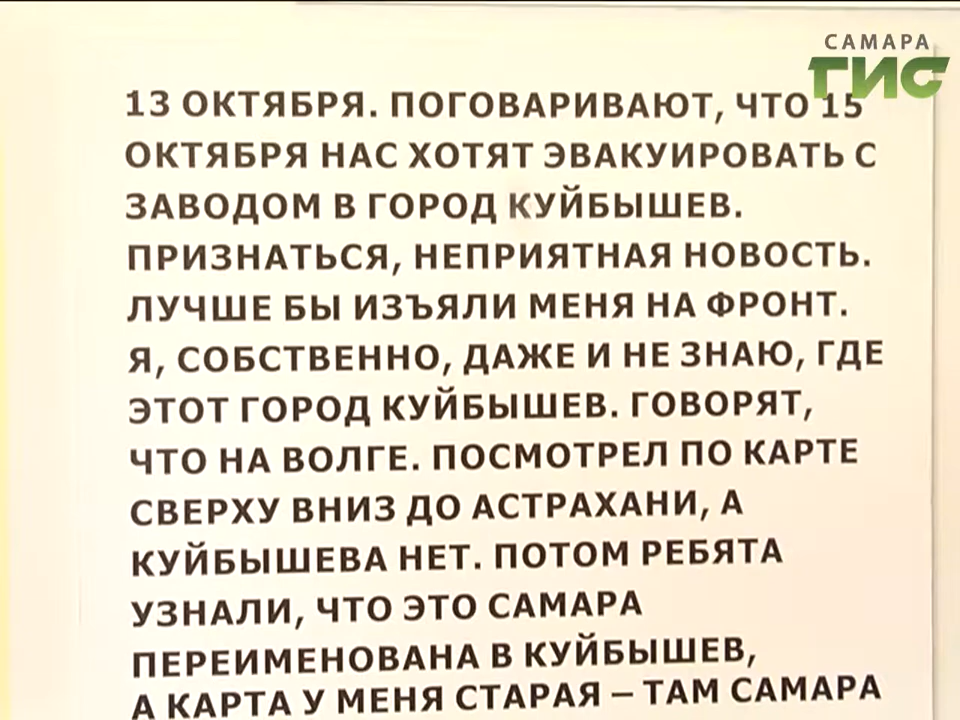 САМАРА
ГИС
13 ОКТЯБРЯ. ПОГОВАРИВАЮТ, ЧТО 15
ОКТЯБРЯ НАС ХОТЯТ ЭВАКУИРОВАТЬ С
ЗАВОДОМ В ГОРОД КУЙБЫШЕВ.
ПРИЗНАТЬСЯ, НЕПРИЯТНАЯ НОВОСТЬ.
ЛУЧШЕ БЫ ИЗЪЯЛИ МЕНЯ НА ФРОНТ.
Я, СОБСТВЕННО, ДАЖЕ И НЕ ЗНАЮ, ГДЕ
ЭТОТ ГОРОД КУЙБЫШЕВ. ГОВОРЯТ,
ЧТО НА ВОЛГЕ. ПОСМОТРЕЛ ПО КАРТЕ
СВЕРХУ ВНИЗ ДО АСТРАХАНИ, А
КУЙБЫШЕВА НЕТ. ПОТОМ РЕБЯТА
УЗНАЛИ, ЧТО ЭТО САМАРА
ПЕРЕИМЕНОВАНА В КУЙБЫШЕВ,
А КАРТА У МЕНЯ СТАРАЯ – ТАМ САМАРА